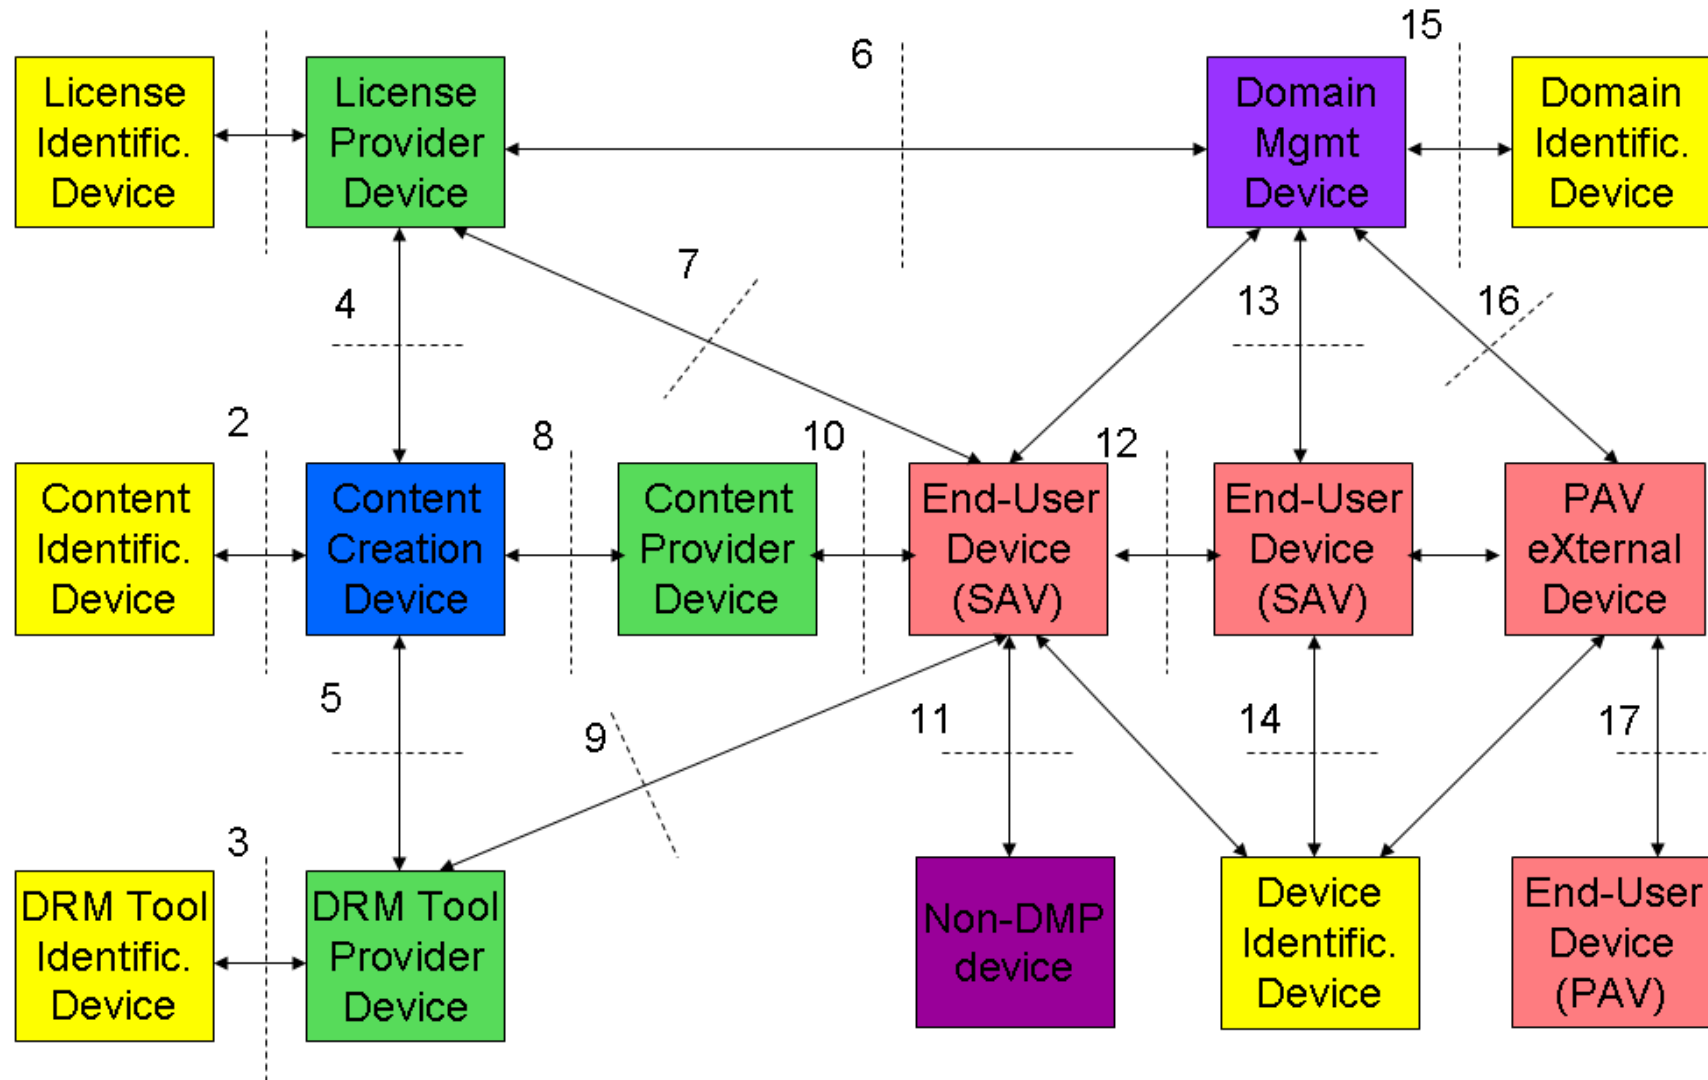 15
6
License
Identific.
Device
License
Provider
Device
Domain
Mgmt
Device
Domain
Identific.
Device
7
4
13
16
2
8
10
12
Content
Identific.
Device
Content
Creation
Device
Content
Provider
Device
End-User
Device
(SAV)
End-User
Device
(SAV)
PAV
eXternal
Device
5
9
11
14
17
3
DRM Tool
Identific.
Device
DRM Tool
Provider
Device
Non-DMP
device
Device
Identific.
Device
End-User
Device
(PAV)